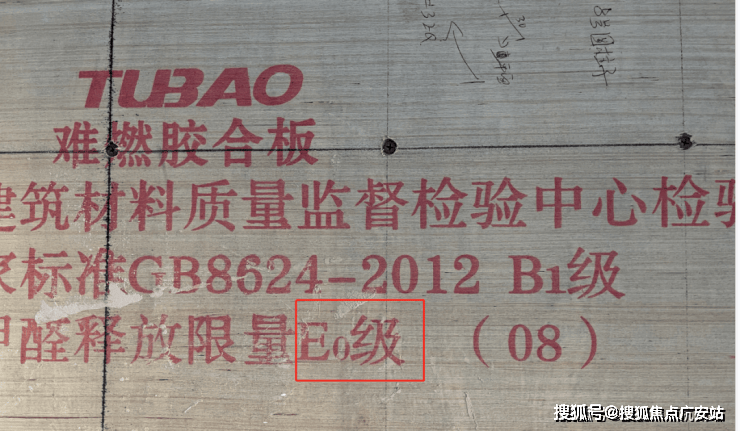 TUBAO
难燃胶合板
建筑材料质量监督检验中心检验
家标准GB8624-2012 B1级
甲醛释放限量E0级 (08)
搜狐号@搜狐焦点广安站